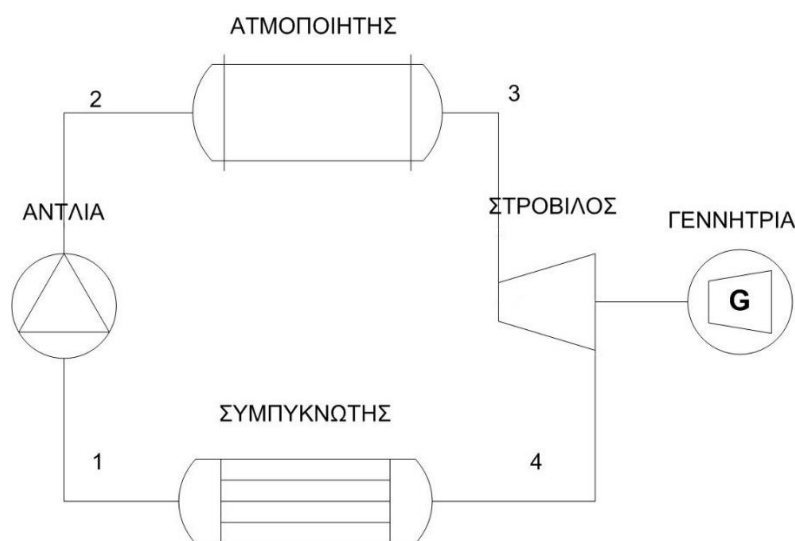 ΑΤΜΟΠΟΙΗΤΗΣ
2
3
ΑΝΤΛΙΑ
ΣΤΡΟΒΙΛΟΣ
ΓΕΝΝΗΤΡΙΑ
G
ΣΥΜΠΥΚΝΩΤΗΣ
1
4